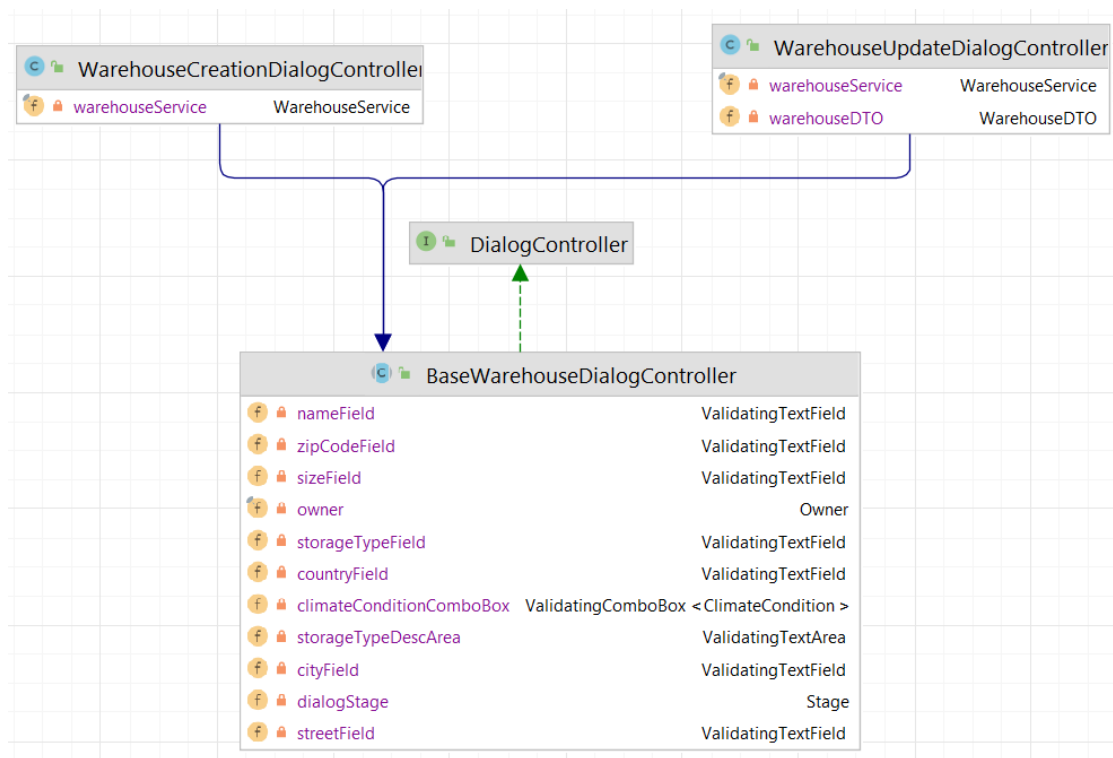 C WarehouseCreationDialogController
f warehouseService WarehouseService
C WarehouseUpdateDialogController
f warehouseService WarehouseService
f warehouseDTO WarehouseDTO
I DialogController
C BaseWarehouseDialogController
f nameField ValidatingTextField
f zipCodeField ValidatingTextField
f sizeField ValidatingTextField
f owner Owner
f storageTypeField ValidatingTextField
f countryField ValidatingTextField
f climateConditionComboBox ValidatingComboBox <ClimateCondition >
f storageTypeDescArea ValidatingTextArea
f cityField ValidatingTextField
f dialogStage Stage
f streetField ValidatingTextField